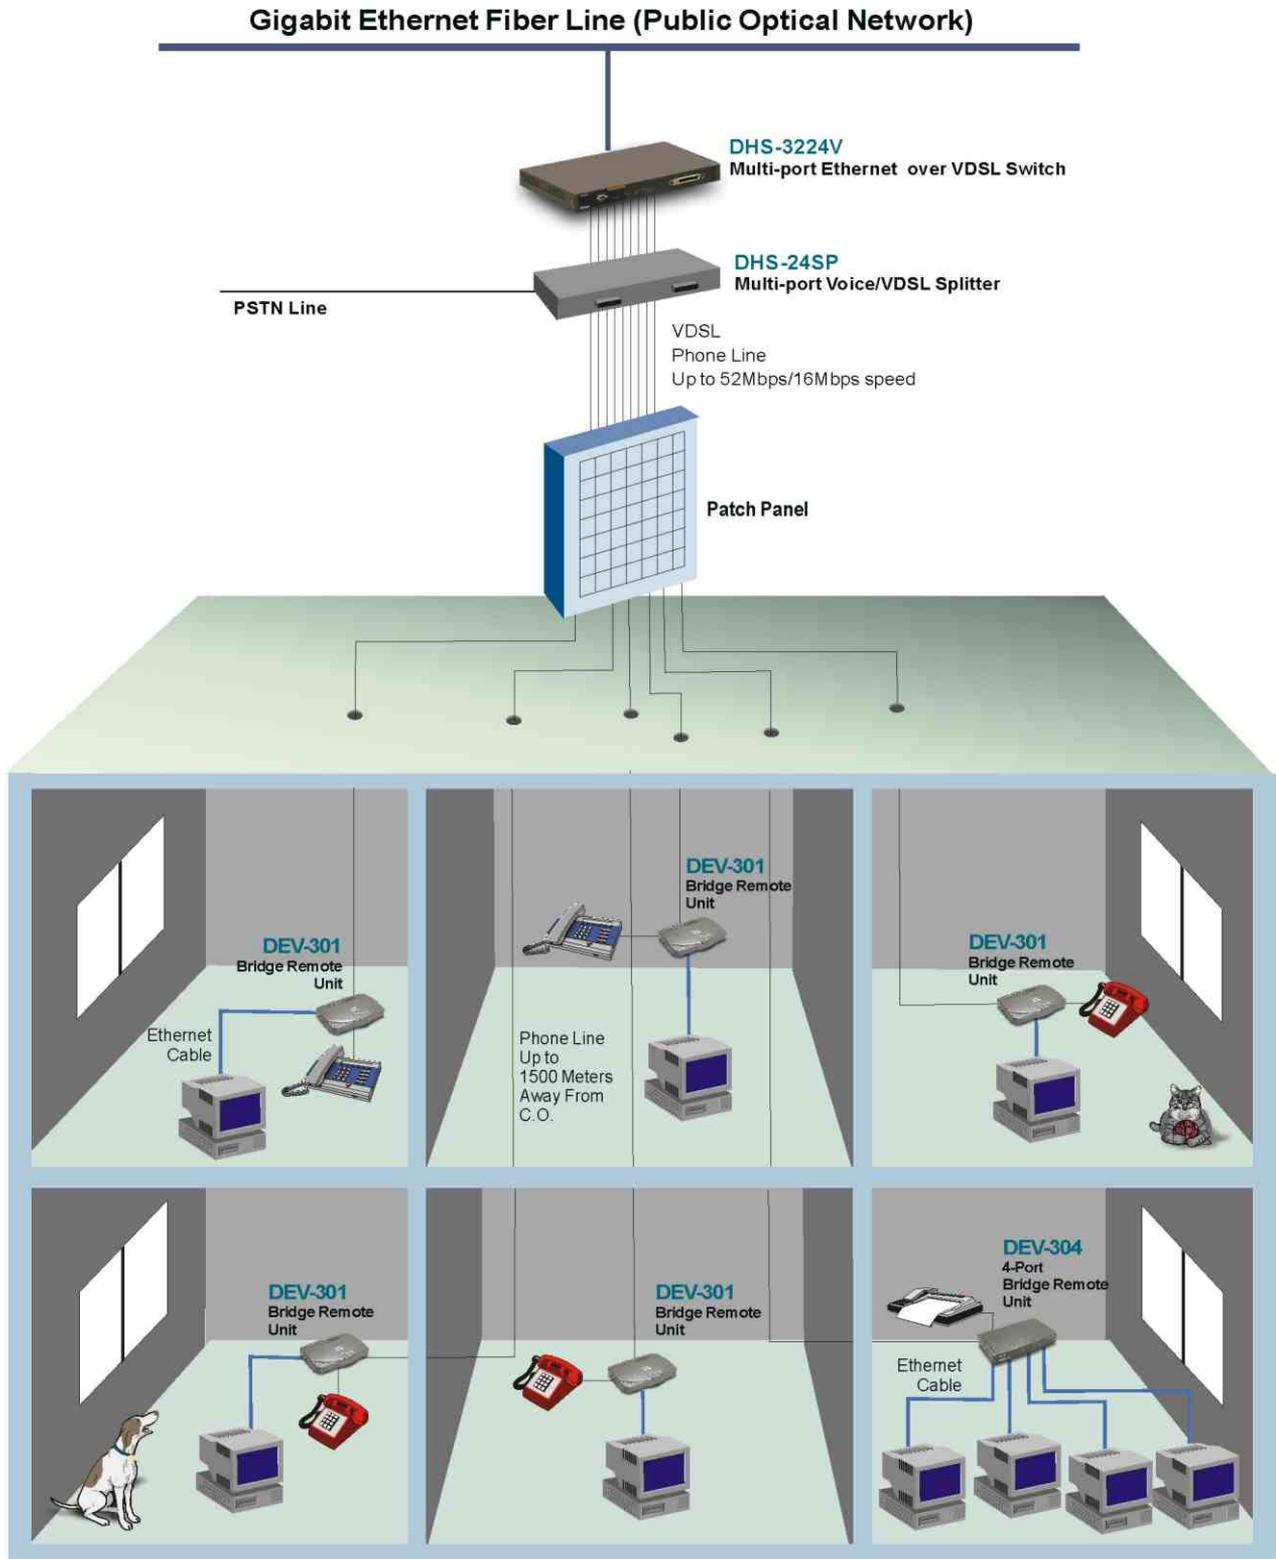 Gigabit Ethernet Fiber Line (Public Optical Network)
DHS-3224V
Multi-port Ethernet over VDSL Switch
DHS-24SP
Multi-port Voice/VDSL Splitter
PSTN Line
VDSL
Phone Line
Up to 52Mbps/16Mbps speed
Patch Panel
DEV-301
Bridge Remote
Unit
Ethernet
Cable
DEV-301
Bridge Remote
Unit
Phone Line
Up to
1500 Meters
Away From
C.O.
DEV-301
Bridge Remote
Unit
DEV-301
Bridge Remote
Unit
DEV-301
Bridge Remote
Unit
DEV-304
4-Port
Bridge Remote
Unit
Ethernet
Cable